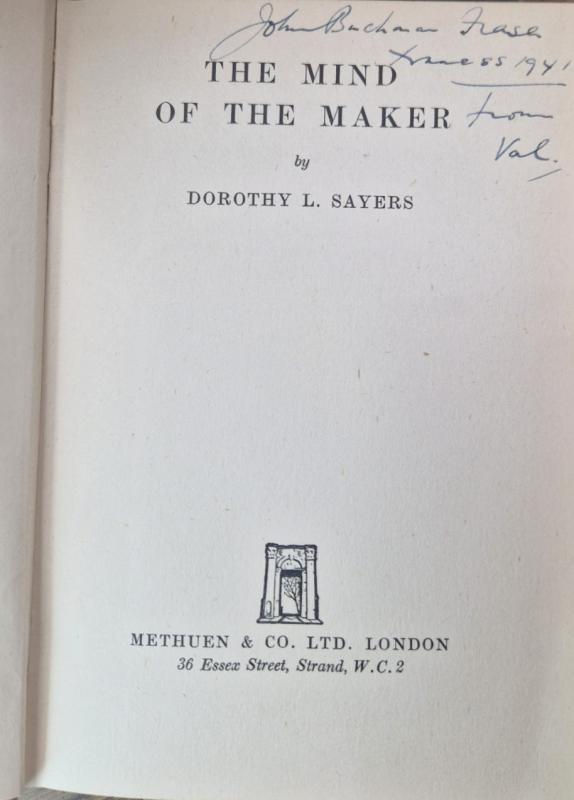 John Buchanan Fraser
THE MIND
1941
OF THE MAKER
from
Val.
by
DOROTHY L. SAYERS
METHUEN & CO. LTD. LONDON
36 Essex Street, Strand, W.C.2